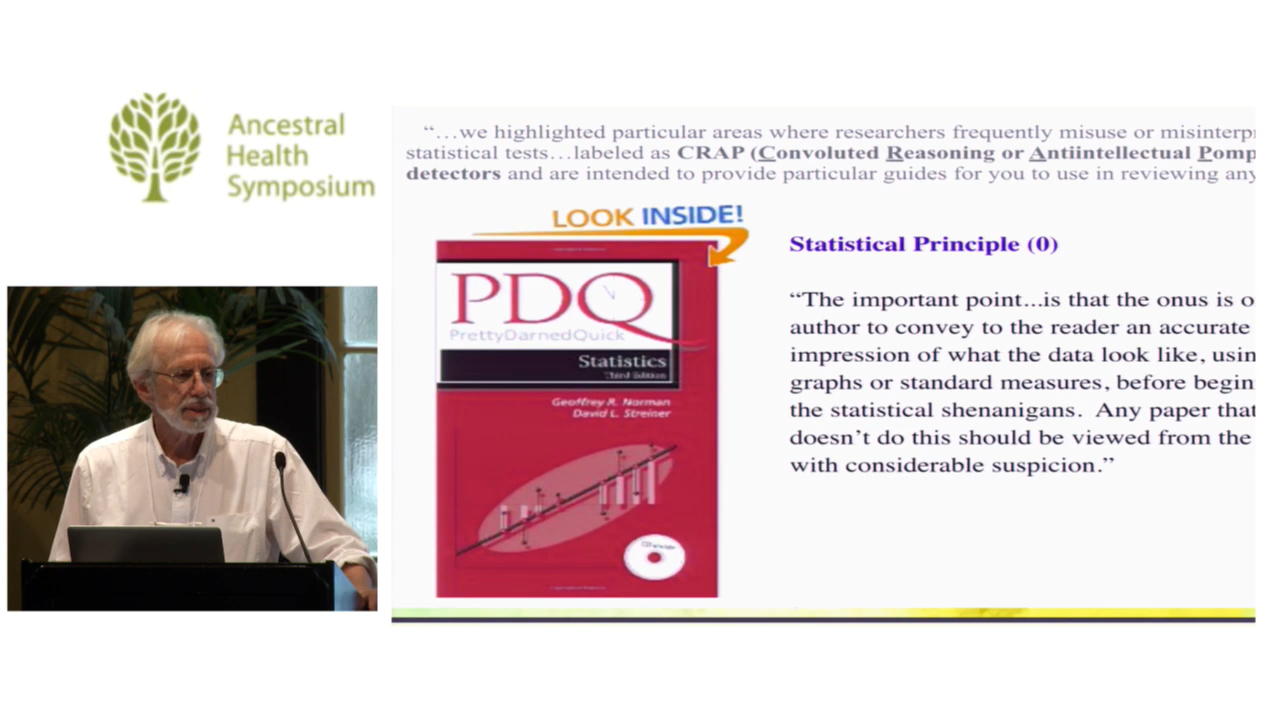 Ancestral
Health
Symposium
“…we highlighted particular areas where researchers frequently misuse or misinterp
statistical tests…labeled as CRAP (Convoluted Reasoning or Antiintellectual Pomp
detectors and are intended to provide particular guides for you to use in reviewing any
LOOK INSIDE!
PDQ
PrettyDarnedQuick
Statistics
Third Edition
Geoffrey R. Norman
David L. Streiner
Statistical Principle (0)
“The important point...is that the onus is o
author to convey to the reader an accurate
impression of what the data look like, usin
graphs or standard measures, before begin
the statistical shenanigans. Any paper that
doesn’t do this should be viewed from the
with considerable suspicion.”